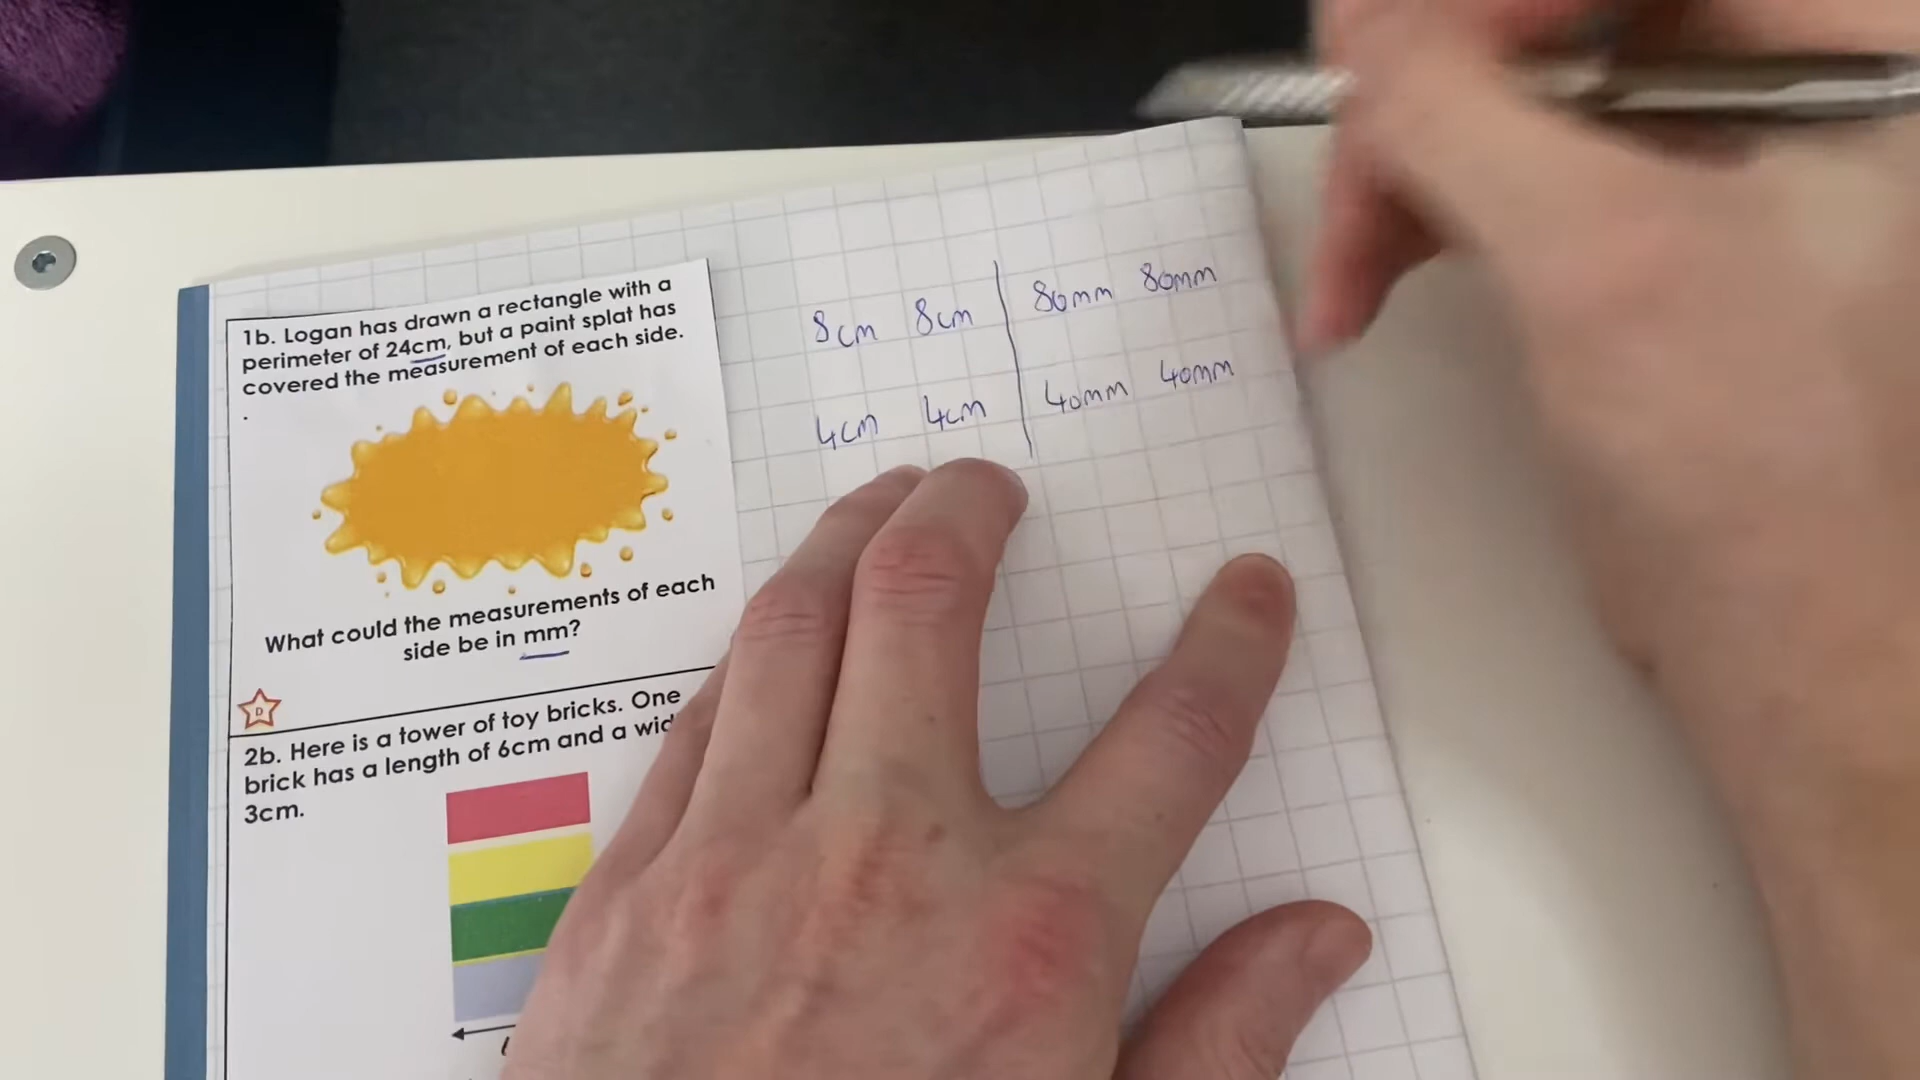 1b. Logan has drawn a rectangle with a
perimeter of 24cm, but a paint splat has
covered the measurement of each side.
.
What could the measurements of each
side be in mm?
D
2b. Here is a tower of toy bricks. One
brick has a length of 6cm and a
3cm.
8cm 8cm 80mm 80mm
4cm 4cm 40mm 40mm